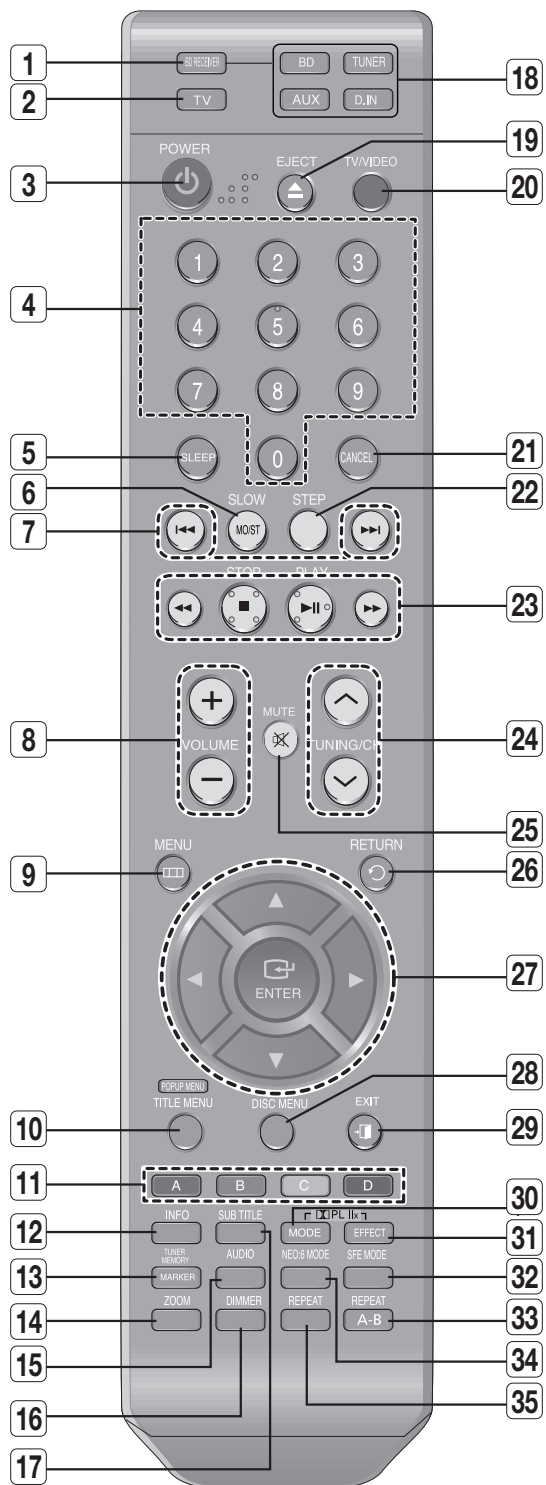 1 BD RECEIVER BD TUNER 18
2 TV AUX D.IN
POWER EJECT TV/VIDEO 19
3 20
1 2 3
4
4 5 6
7 8 9
5 SLEEP 0 CANCEL 21
6 SLOW STEP 22
7 MO/ST
STOP PLAY
23
8 VOLUME MUTE TUNING/CH 24
25
MENU RETURN
9 26
ENTER 27
POPUP MENU 28
TITLE MENU DISC MENU EXIT
10 29
11 A B C D 30
INFO SUB TITLE PL IIx
12 MODE EFFECT 31
TUNER
MEMORY AUDIO NEO:6 MODE SFE MODE
13 MARKER 32
ZOOM DIMMER REPEAT REPEAT
14 A-B 33
15 34
16 35
17